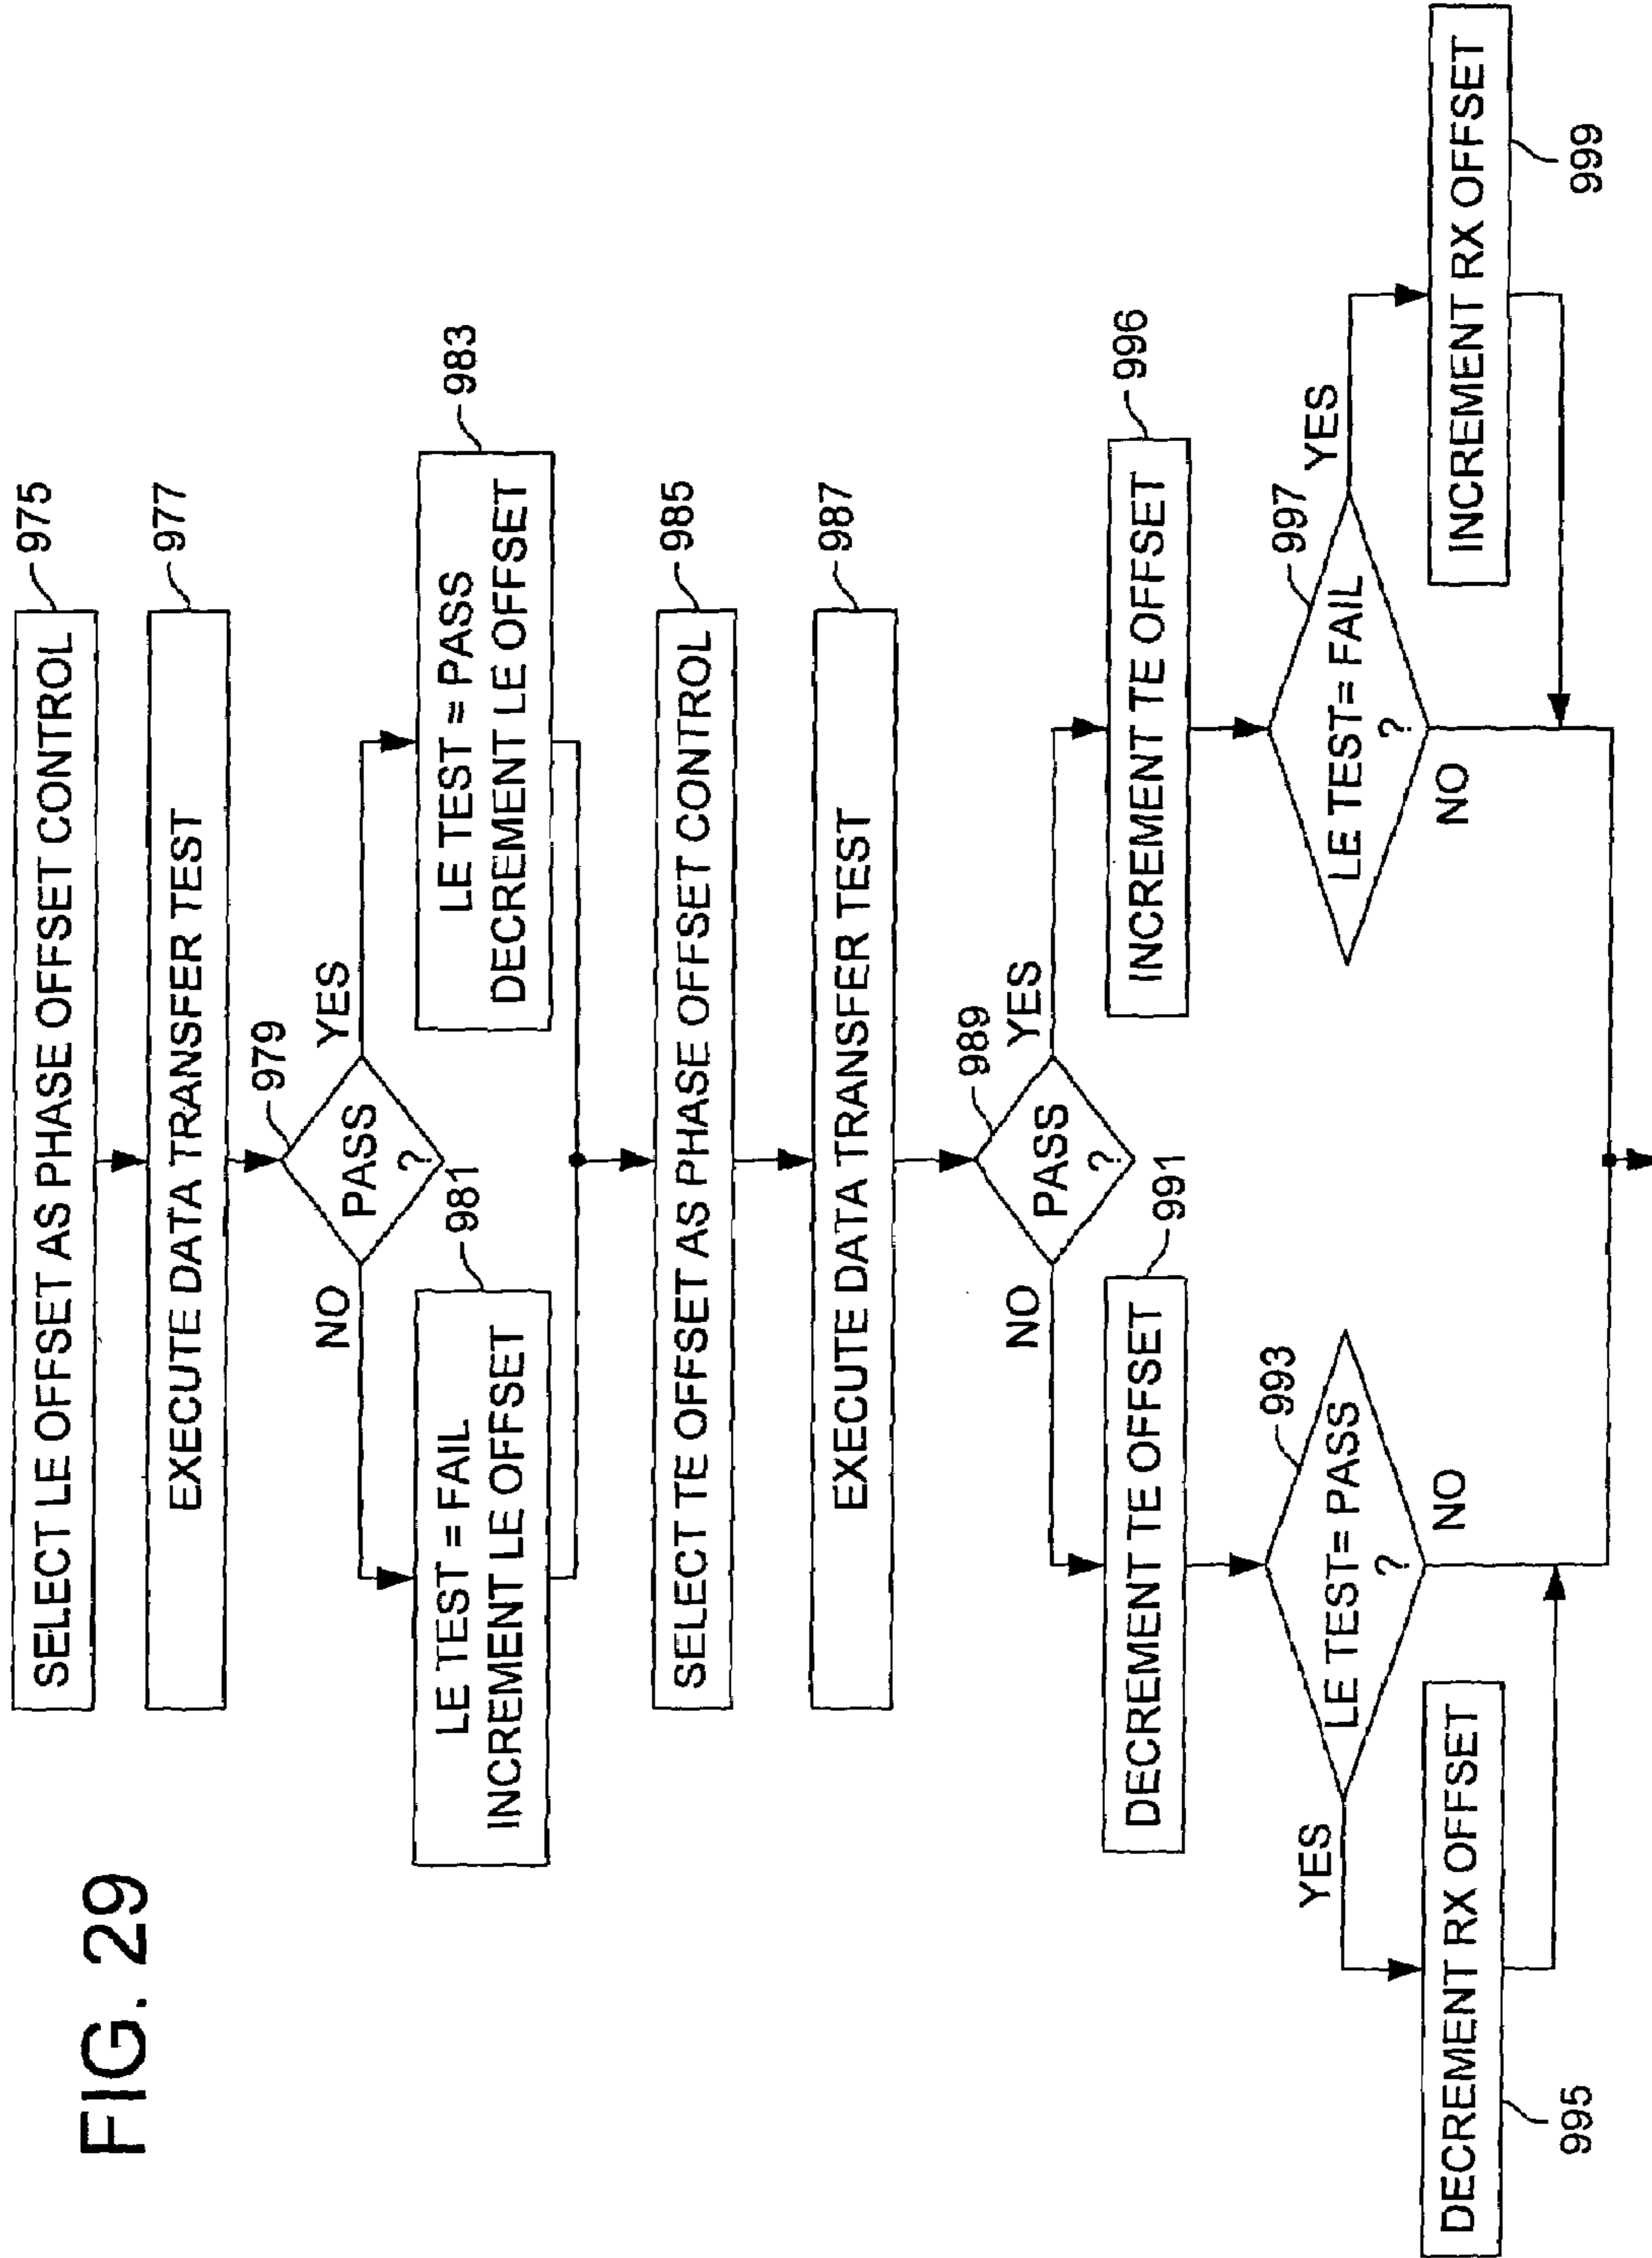 FIG. 29
SELECT LE OFFSET AS PHASE OFFSET CONTROL
975
EXECUTE DATA TRANSFER TEST
977
979
PASS
?
NO
YES
981
LE TEST = FAIL
INCREMENT LE OFFSET
983
LE TEST = PASS
DECREMENT LE OFFSET
985
SELECT TE OFFSET AS PHASE OFFSET CONTROL
987
EXECUTE DATA TRANSFER TEST
989
PASS
?
NO
YES
991
DECREMENT TE OFFSET
996
INCREMENT TE OFFSET
993
LE TEST= PASS
?
YES
NO
997
LE TEST= FAIL
?
NO
YES
DECREMENT RX OFFSET
995
INCREMENT RX OFFSET
999